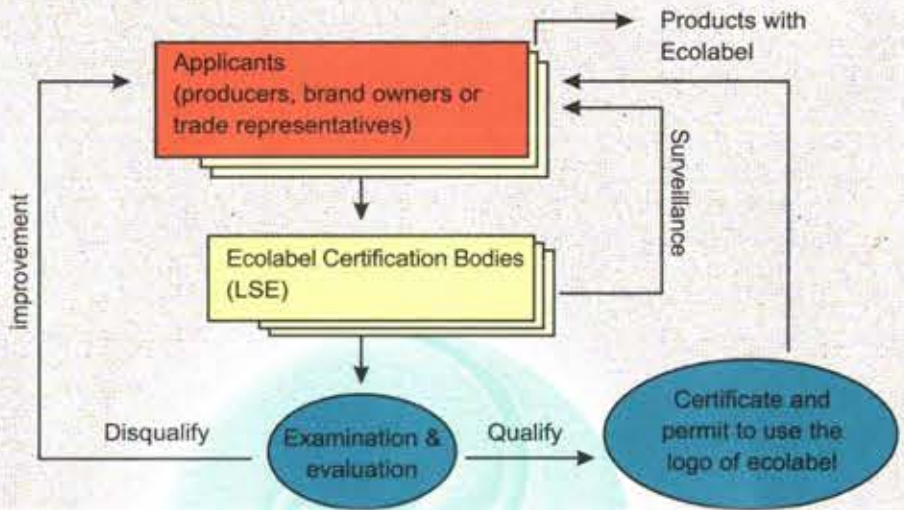 Products with
Ecolabel
Applicants
(producers, brand owners or
trade representatives)
Surveillance
improvement
Ecolabel Certification Bodies
(LSE)
Disqualify
Examination &
evaluation
Qualify
Certificate and
permit to use the
logo of ecolabel